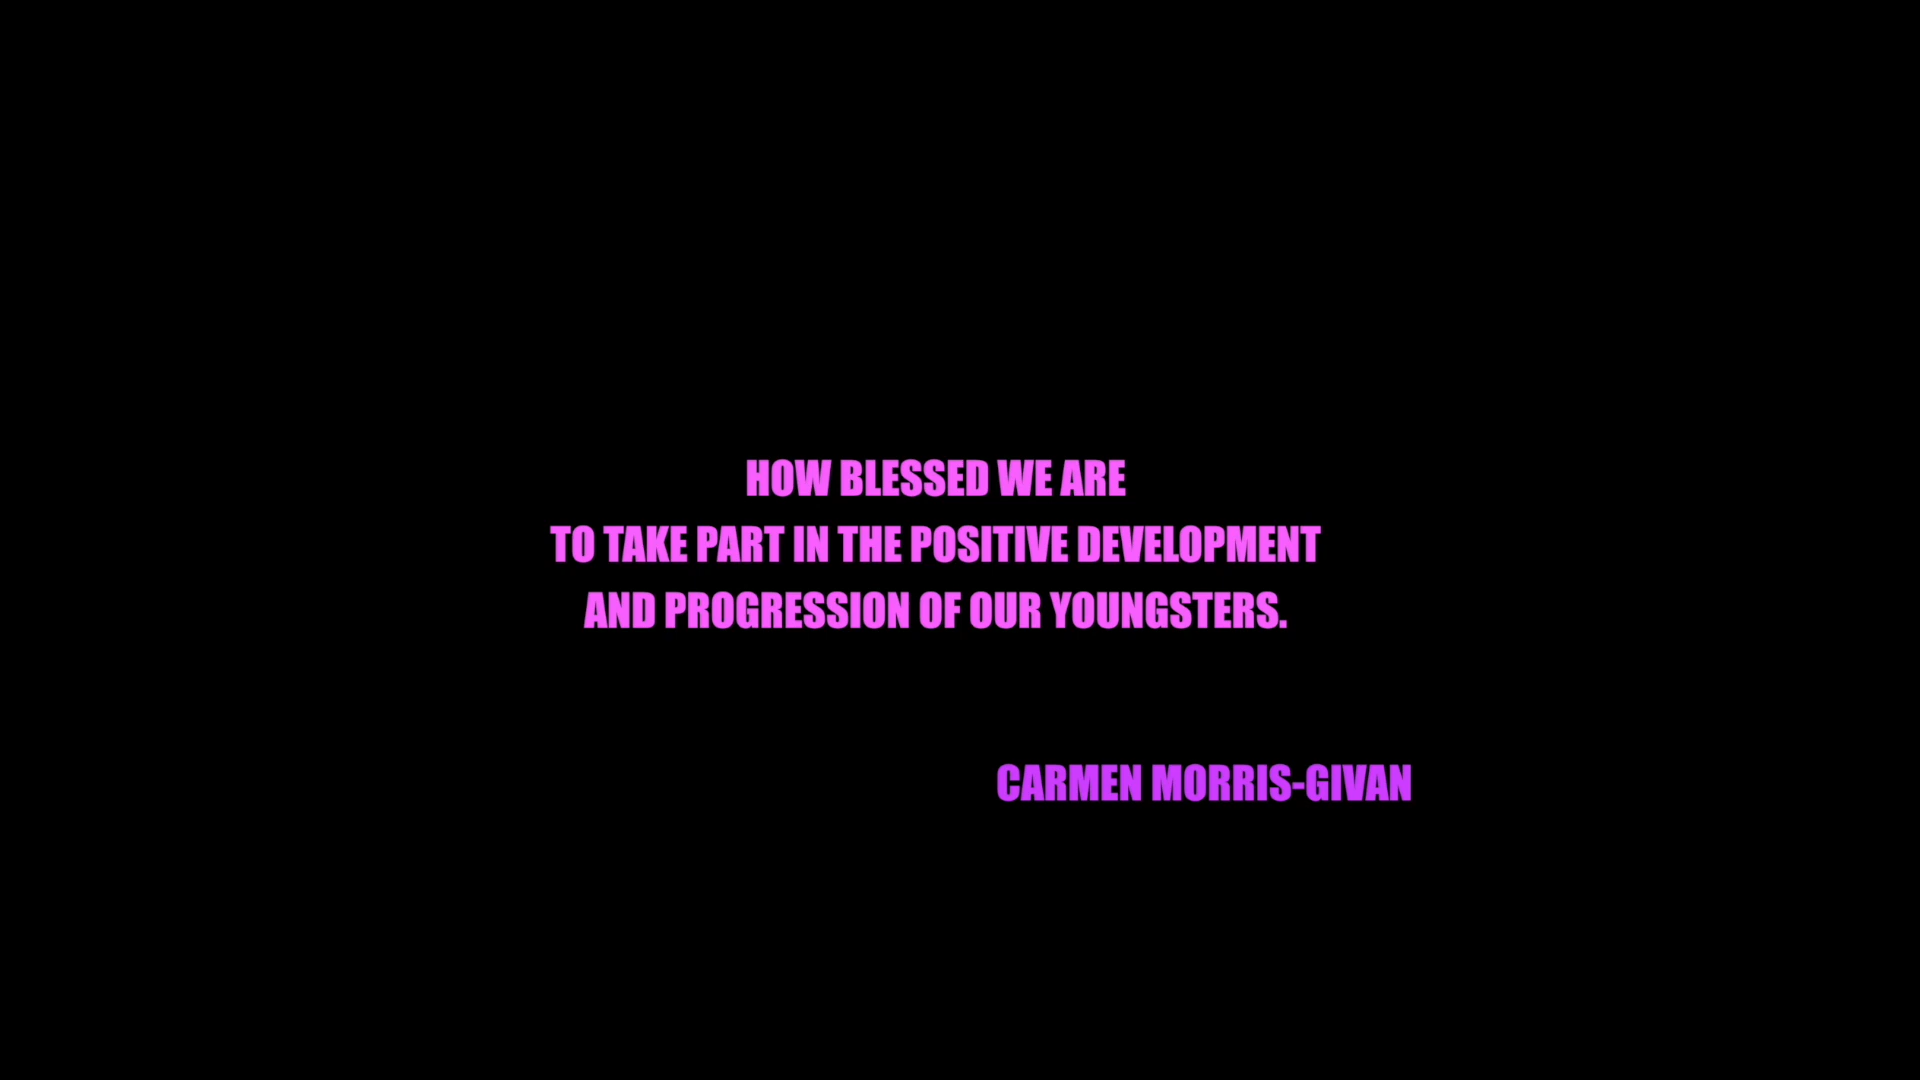 HOW BLESSED WE ARE
TO TAKE PART IN THE POSITIVE DEVELOPMENT
AND PROGRESSION OF OUR YOUNGSTERS.
CARMEN MORRIS-GIVAN